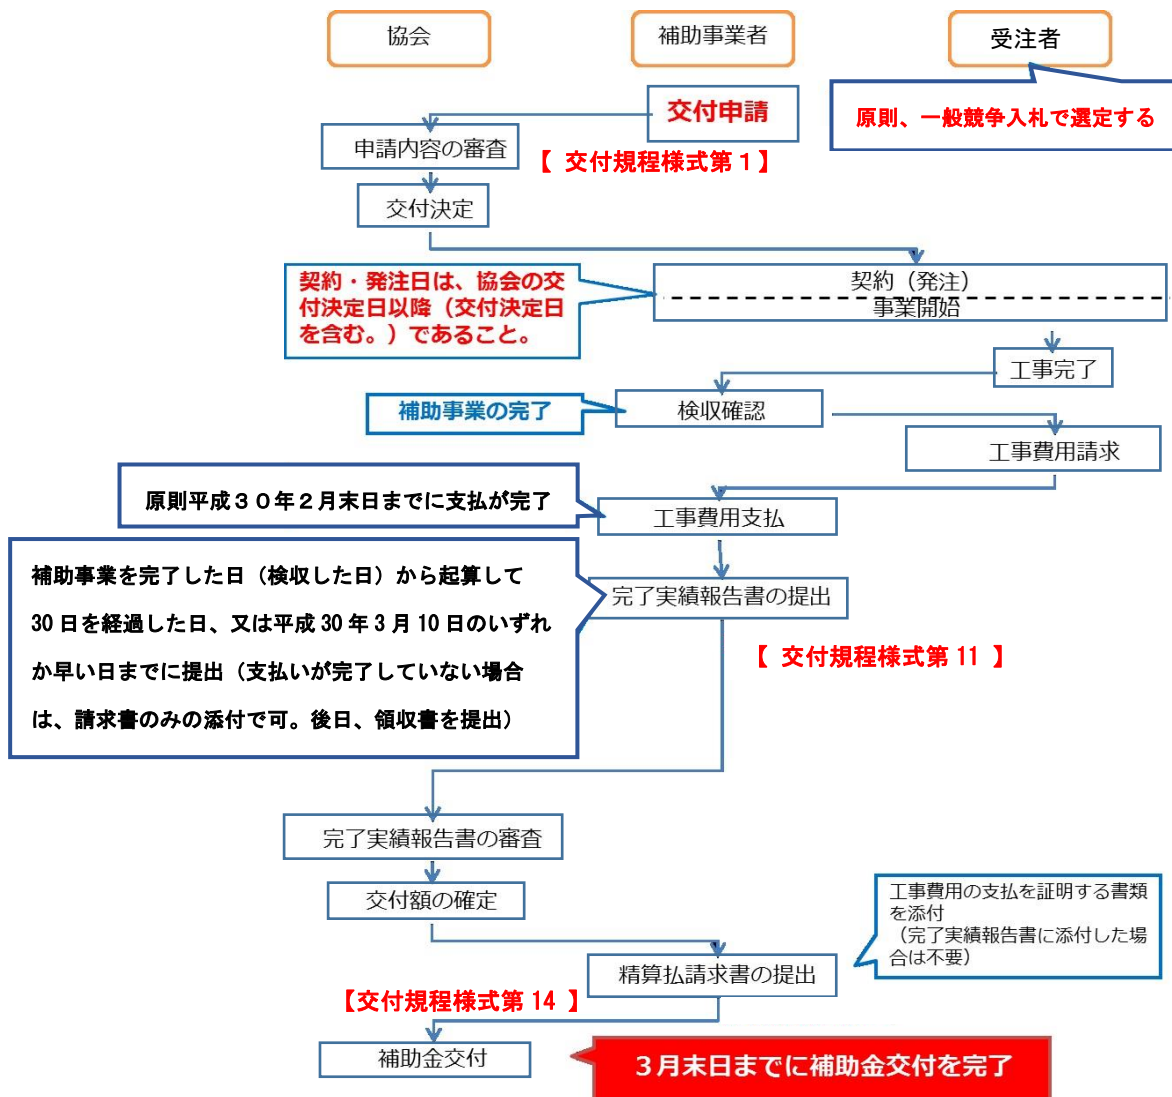 協会
補助事業者
受注者
原則、一般競争入札で選定する
交付申請
申請内容の審査
【 交付規程様式第1】
交付決定
契約・発注日は、協会の交
付決定日以降（交付決定日
を含む。）であること。
契約（発注）
事業開始
工事完了
補助事業の完了
検収確認
工事費用請求
原則平成３０年２月末日までに支払が完了
工事費用支払
補助事業を完了した日（検収した日）から起算して
30 日を経過した日、又は平成 30 年 3 月 10 日のいずれ
か早い日までに提出（支払いが完了していない場合
は、請求書のみの添付で可。後日、領収書を提出）
完了実績報告書の提出
【 交付規程様式第 11 】
完了実績報告書の審査
交付額の確定
工事費用の支払を証明する書類
を添付
（完了実績報告書に添付した場
合は不要）
精算払請求書の提出
【交付規程様式第 14 】
補助金交付
３月末日までに補助金交付を完了